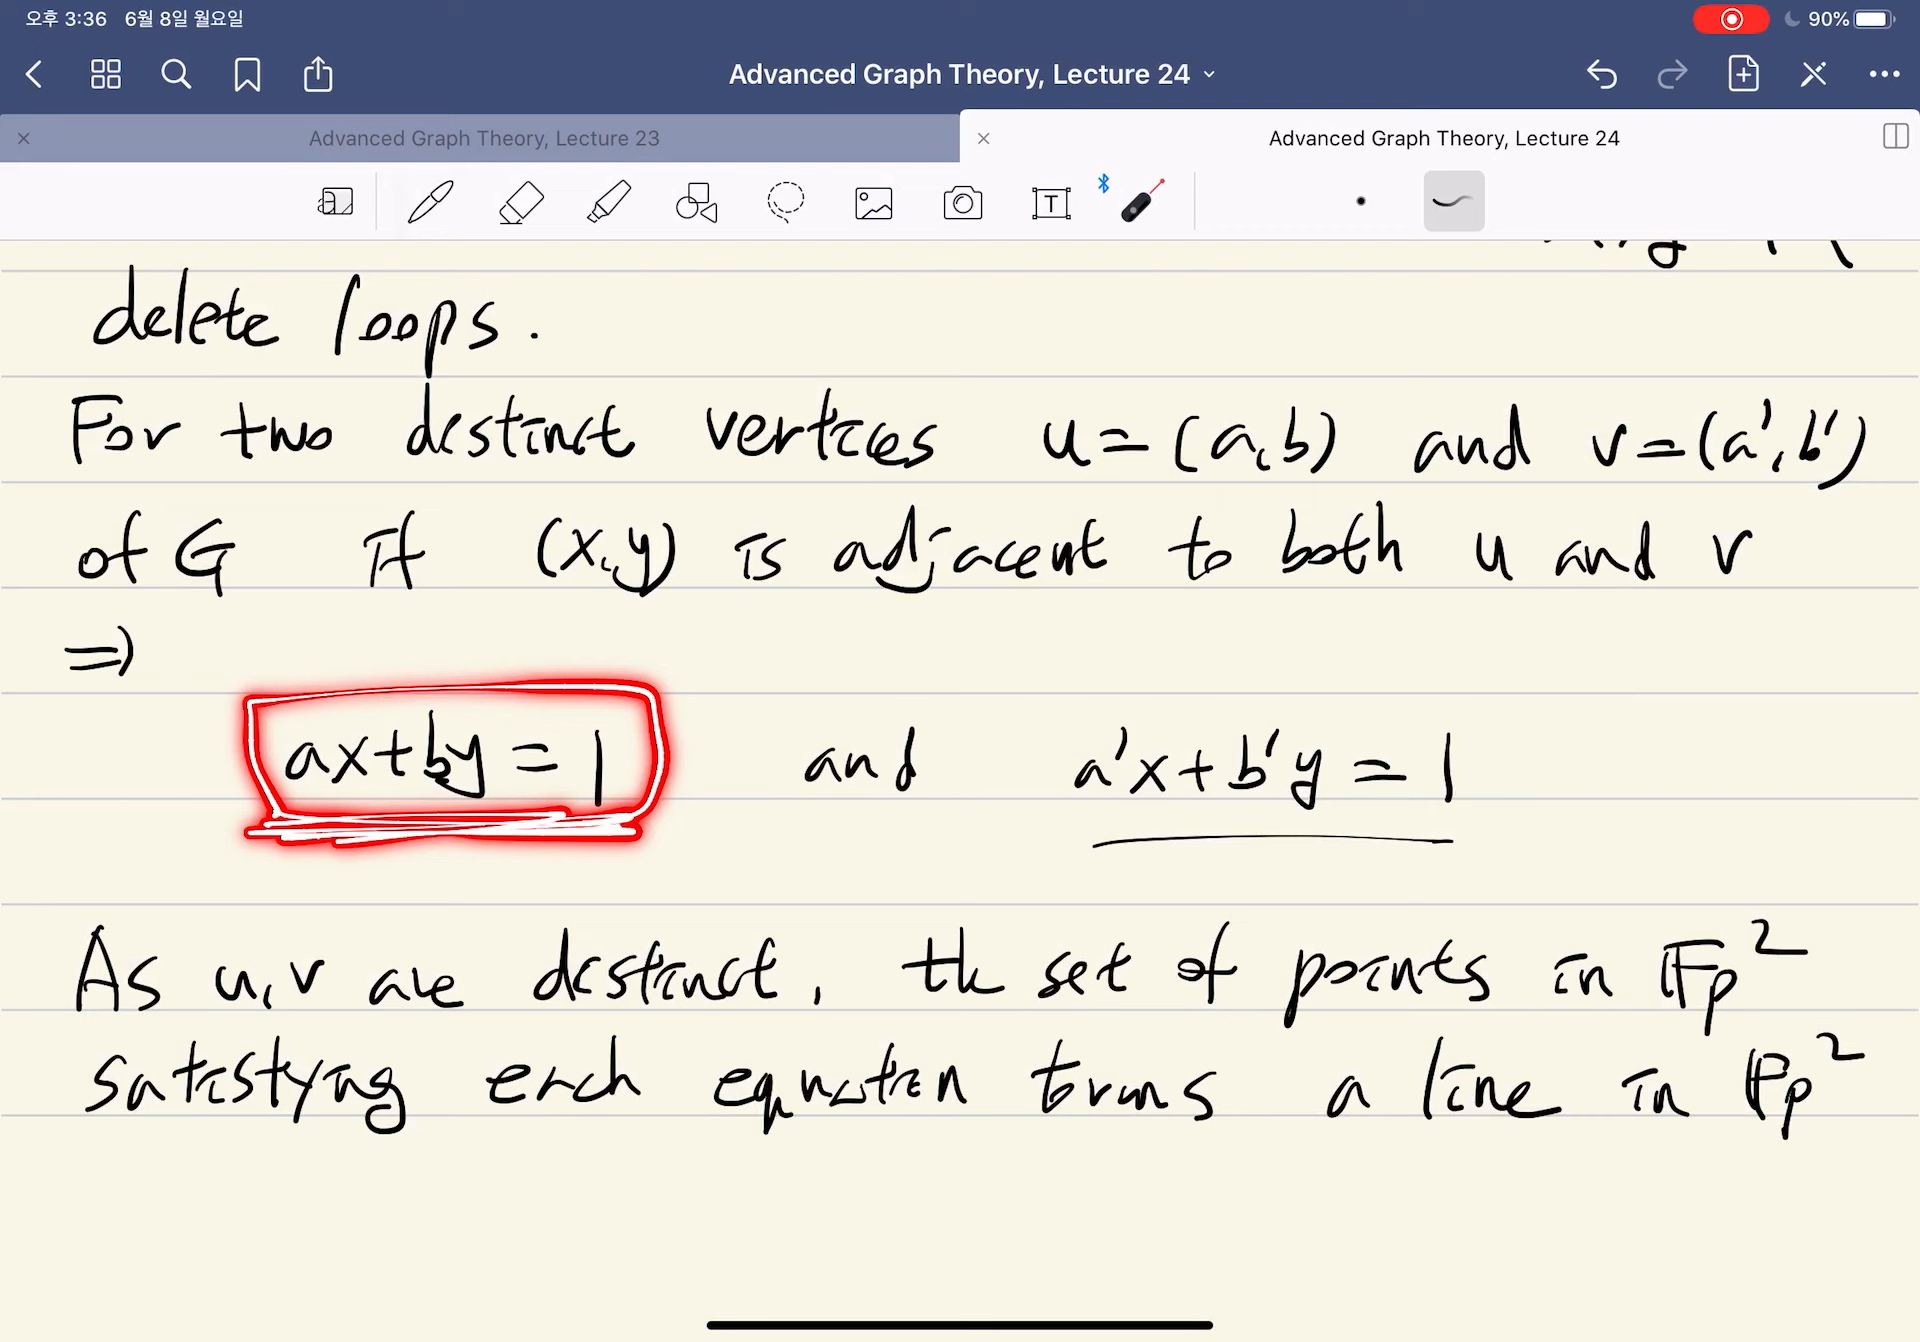 오후 3:36 6월 8일 월요일
90%
Advanced Graph Theory, Lecture 24
Advanced Graph Theory, Lecture 23
Advanced Graph Theory, Lecture 24
delete loops.
For two distinct vertices u=(a,b) and v=(a',b')
of G if (x,y) is adjacent to both u and v
⇒
ax+by=1 and a'x+b'y=1
As u,v are distinct, the set of points in 𝔽p²
satisfying each equation forms a line in 𝔽p²